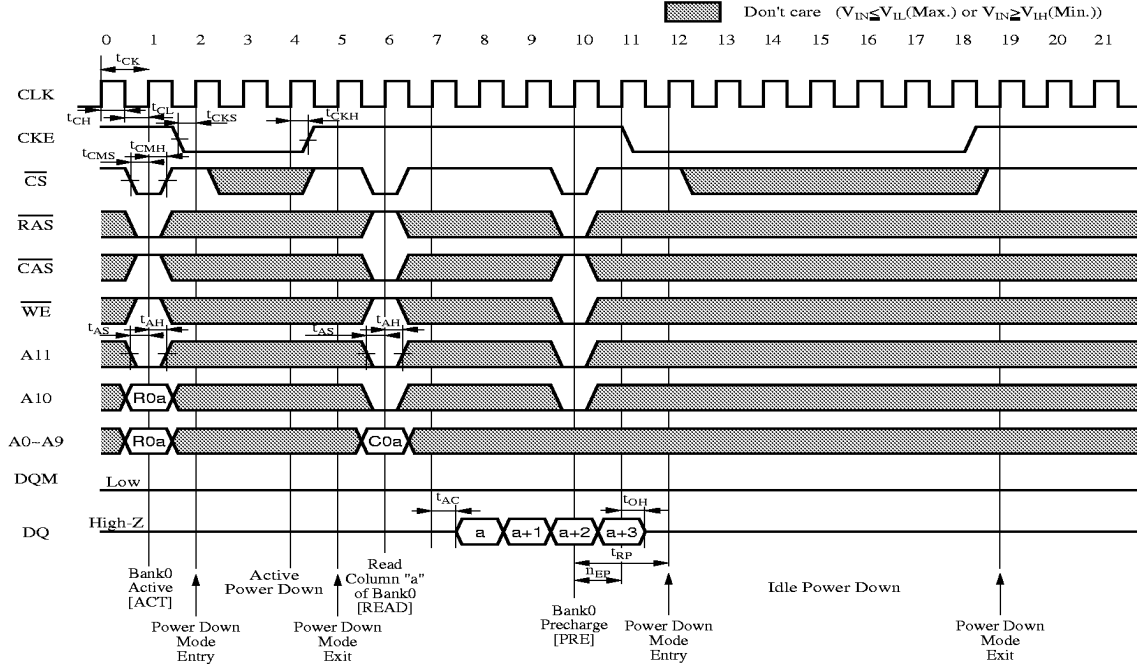 Don't care (V_IN≦V_IL(Max.) or V_IN≧V_IH(Min.))
0 1 2 3 4 5 6 7 8 9 10 11 12 13 14 15 16 17 18 19 20 21
t_CK
CLK
t_CH t_CL t_CKS t_CKH
CKE
t_CMS t_CMH
CS
RAS
CAS
WE
t_AS t_AH t_AS t_AH
A11
A10 R0a
A0~A9 R0a C0a
DQM Low
t_AC t_OH
DQ High-Z a a+1 a+2 a+3
t_RP
n_EP
Bank0
Active
[ACT]
Active
Power Down
Read
Column "a"
of Bank0
[READ]
Idle Power Down
Bank0
Precharge
[PRE]
Power Down
Mode
Entry
Power Down
Mode
Exit
Power Down
Mode
Entry
Power Down
Mode
Exit